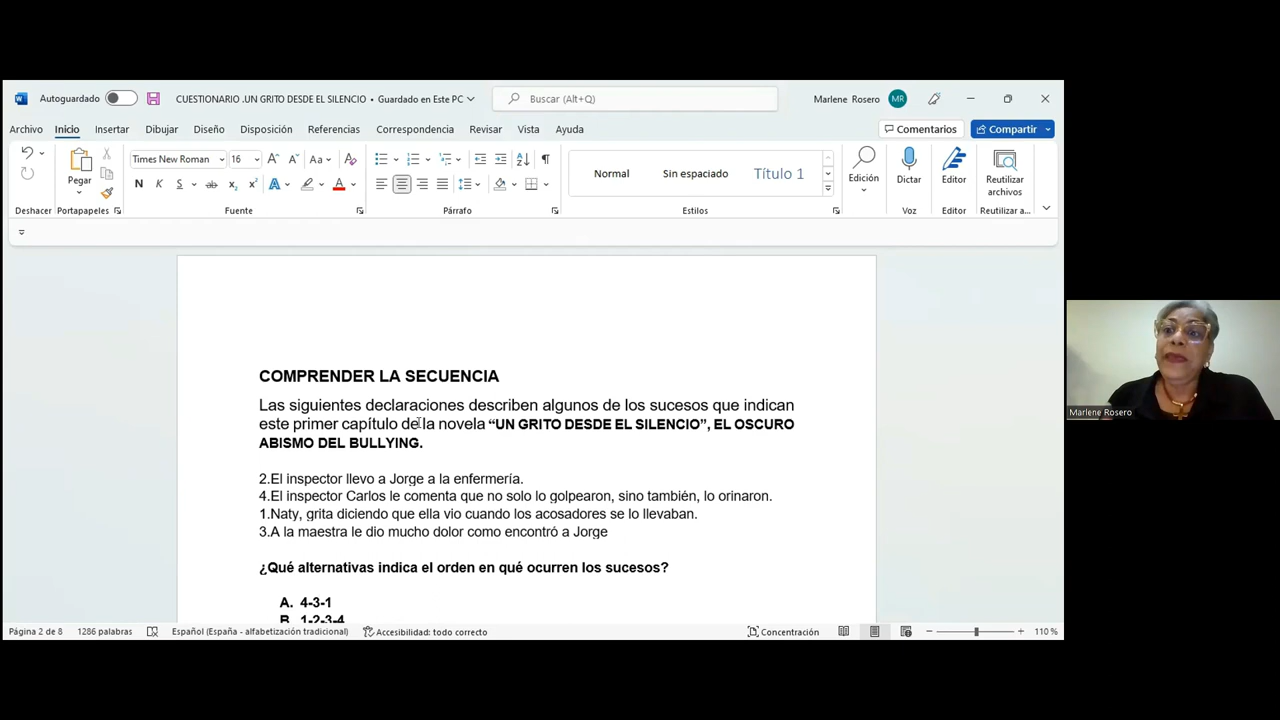 Autoguardado CUESTIONARIO .UN GRITO DESDE EL SILENCIO • Guardado en Este PC Buscar (Alt+Q) Marlene Rosero MR
Archivo Inicio Insertar Dibujar Diseño Disposición Referencias Correspondencia Revisar Vista Ayuda Comentarios Compartir
Times New Roman 16 Aa
Pegar N K S ab x₂ x² A A Normal Sin espaciado Título 1 Edición Dictar Editor Reutilizar archivos
Deshacer Portapapeles Fuente Párrafo Estilos Voz Editor Reutilizar a...
COMPRENDER LA SECUENCIA
Las siguientes declaraciones describen algunos de los sucesos que indican
este primer capítulo de la novela “UN GRITO DESDE EL SILENCIO”, EL OSCURO
ABISMO DEL BULLYING.
2.El inspector llevo a Jorge a la enfermería.
4.El inspector Carlos le comenta que no solo lo golpearon, sino también, lo orinaron.
1.Naty, grita diciendo que ella vio cuando los acosadores se lo llevaban.
3.A la maestra le dio mucho dolor como encontró a Jorge
¿Qué alternativas indica el orden en qué ocurren los sucesos?
A. 4-3-1
B. 1-2-3-4
Página 2 de 8 1286 palabras Español (España - alfabetización tradicional) Accesibilidad: todo correcto Concentración 110 %
Marlene Rosero